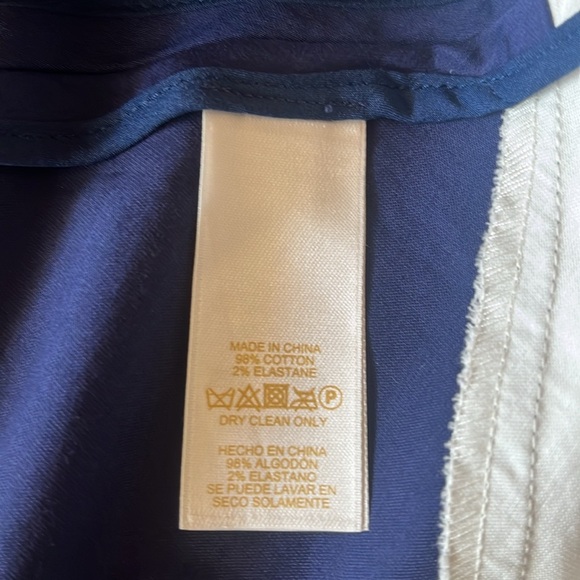 MADE IN CHINA
98% COTTON
2% ELASTANE
P
DRY CLEAN ONLY
HECHO EN CHINA
98% ALGODÓN
2% ELASTANO
SE PUEDE LAVAR EN
SECO SOLAMENTE